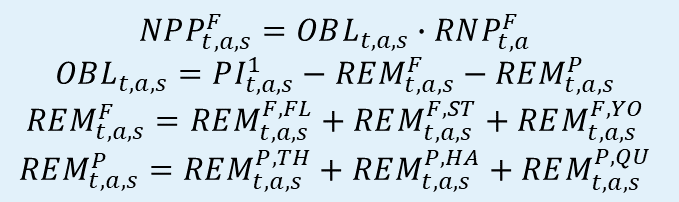 NPP^F_{t,a,s} = OBL_{t,a,s} · RNP^F_{t,a}
OBL_{t,a,s} = PI^1_{t,a,s} − REM^F_{t,a,s} − REM^P_{t,a,s}
REM^F_{t,a,s} = REM^{F,FL}_{t,a,s} + REM^{F,ST}_{t,a,s} + REM^{F,YO}_{t,a,s}
REM^P_{t,a,s} = REM^{P,TH}_{t,a,s} + REM^{P,HA}_{t,a,s} + REM^{P,QU}_{t,a,s}